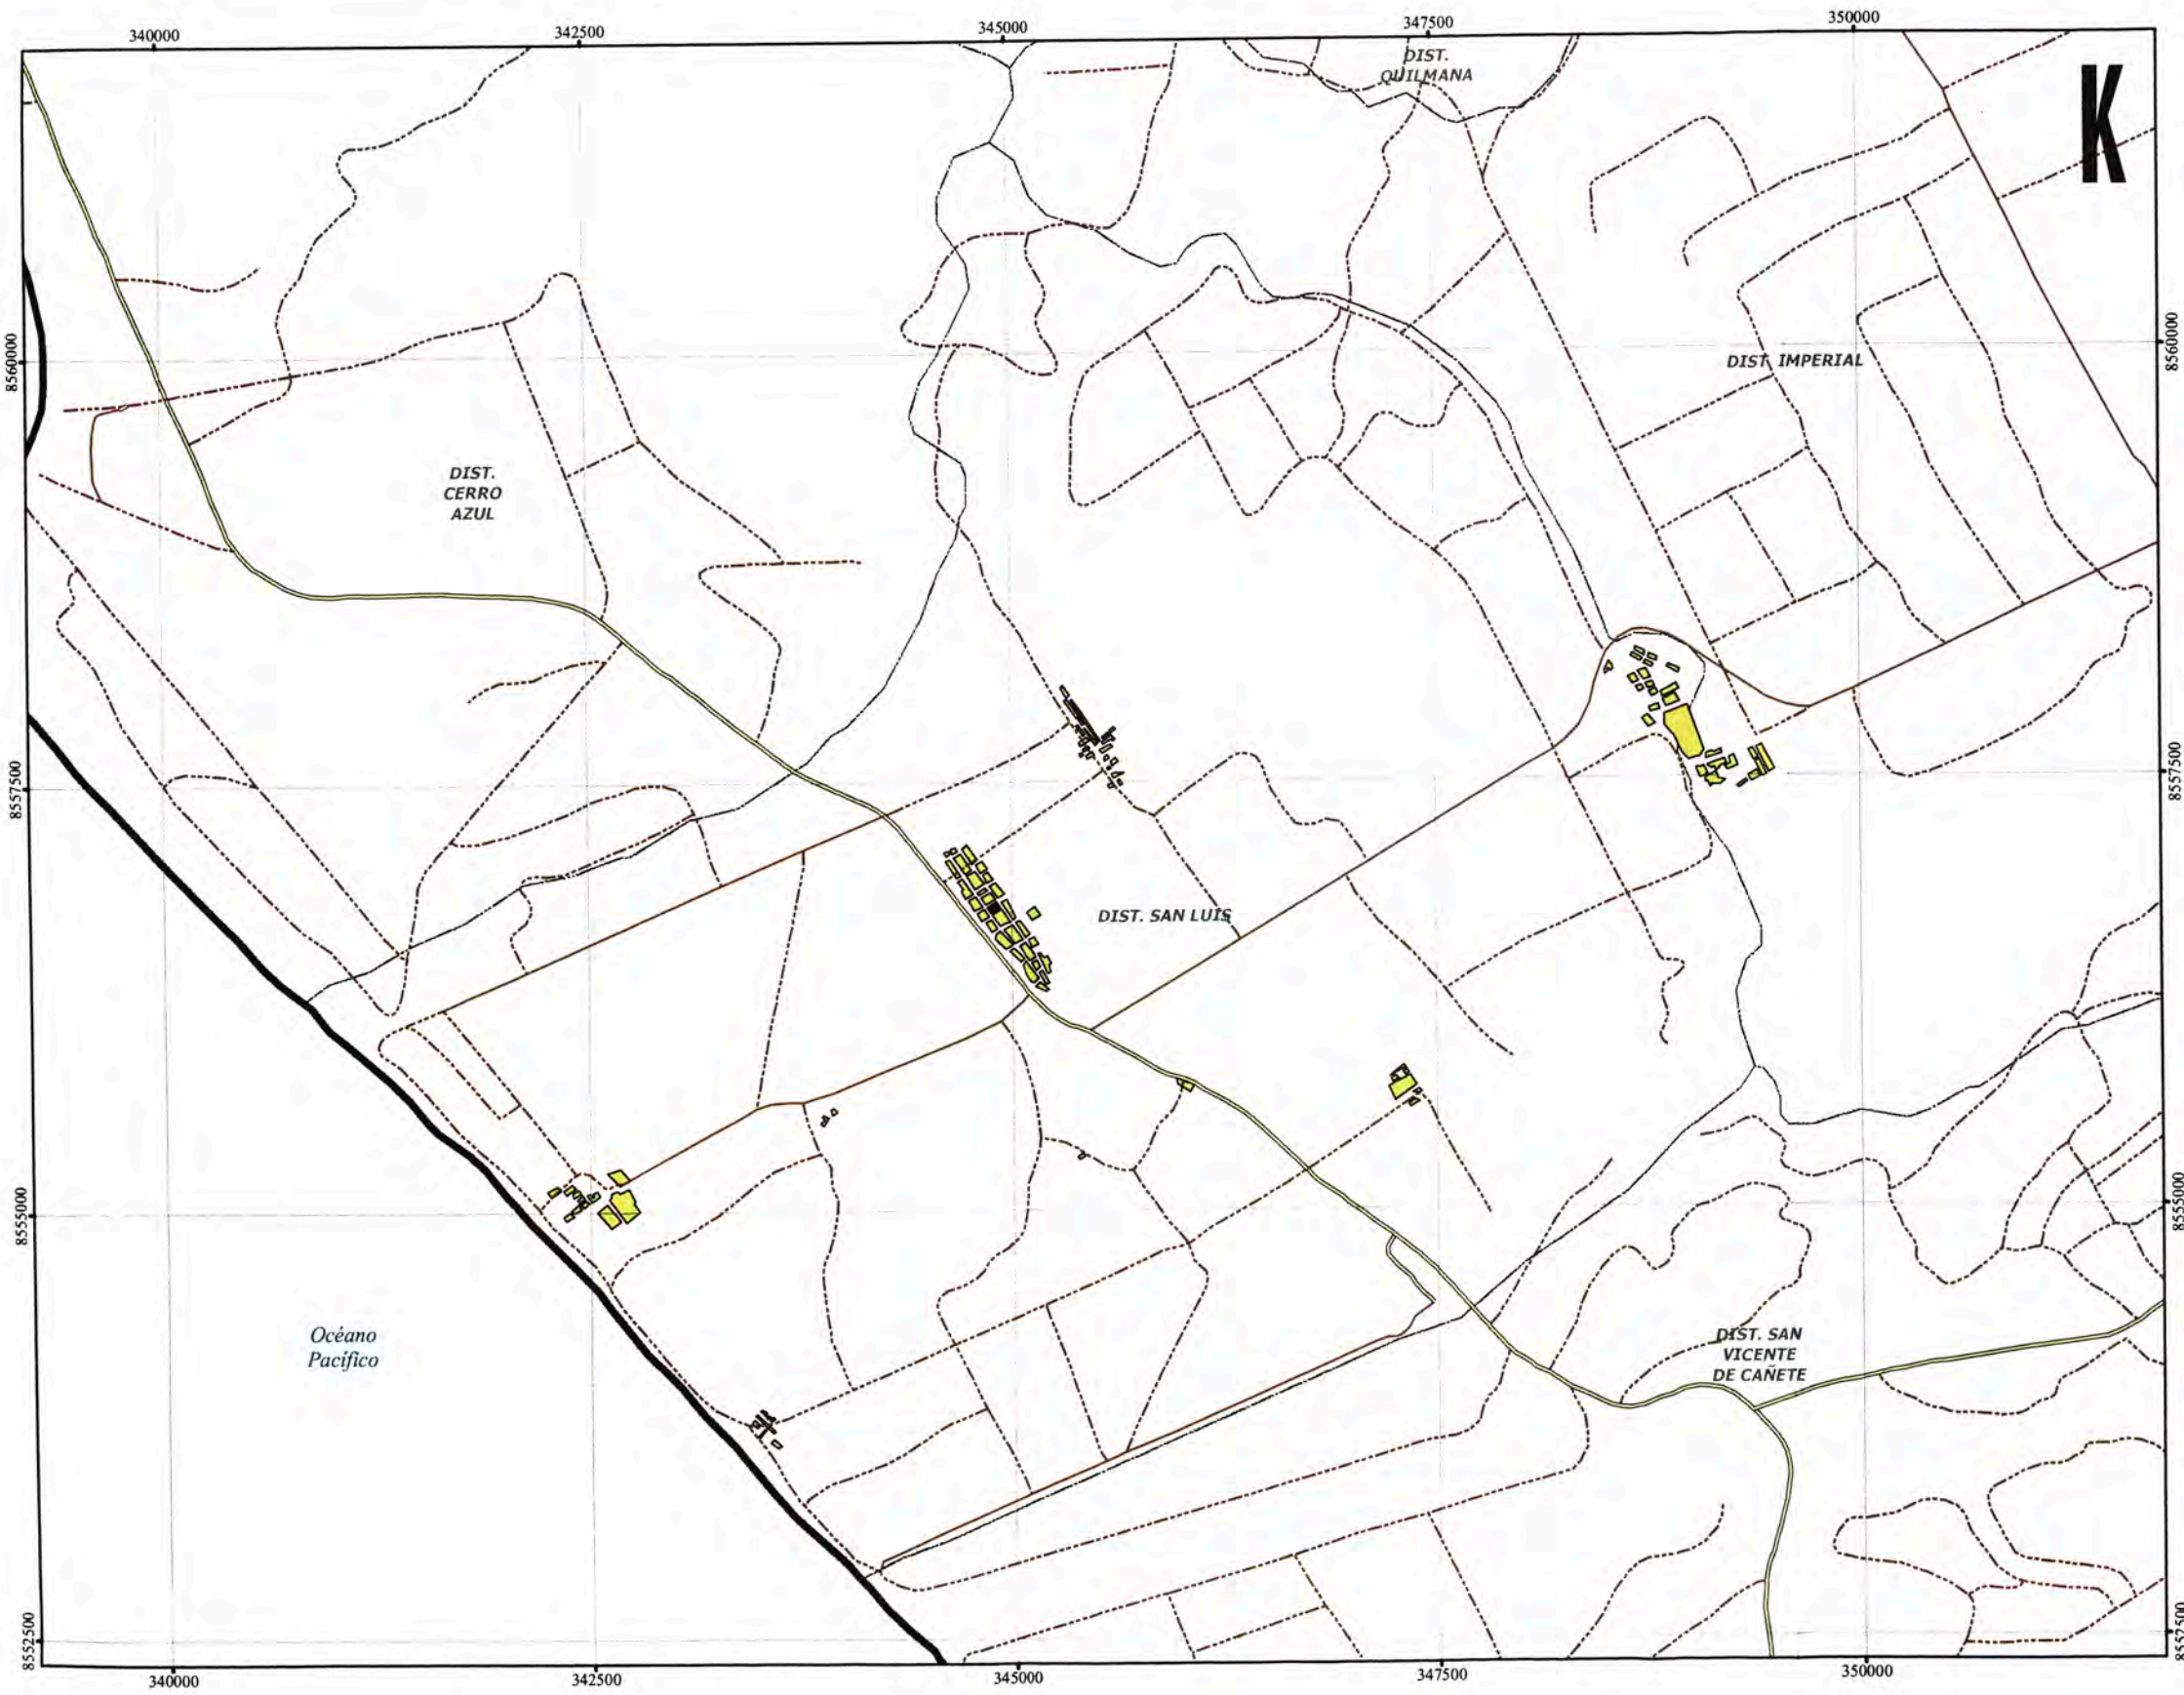 340000
342500
345000
347500
350000
DIST.
QUILMANA
K
8560000
8560000
DIST. IMPERIAL
DIST.
CERRO
AZUL
8557500
8557500
DIST. SAN LUIS
8555000
8555000
Océano
Pacífico
DIST. SAN
VICENTE
DE CAÑETE
8552500
8552500
340000
342500
345000
347500
350000